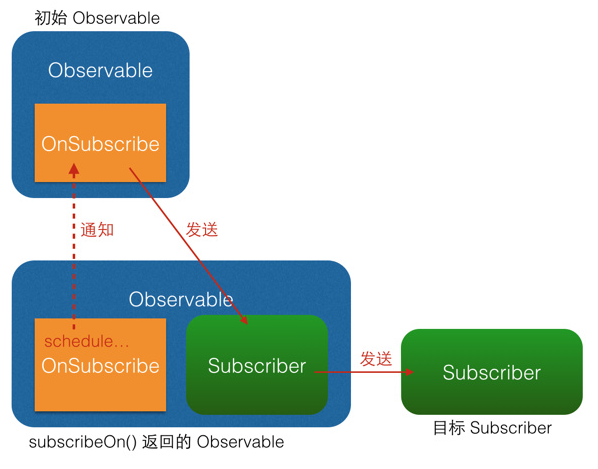 初始 Observable
Observable
OnSubscribe
通知
发送
Observable
schedule...
OnSubscribe
Subscriber
发送
Subscriber
subscribeOn() 返回的 Observable
目标 Subscriber